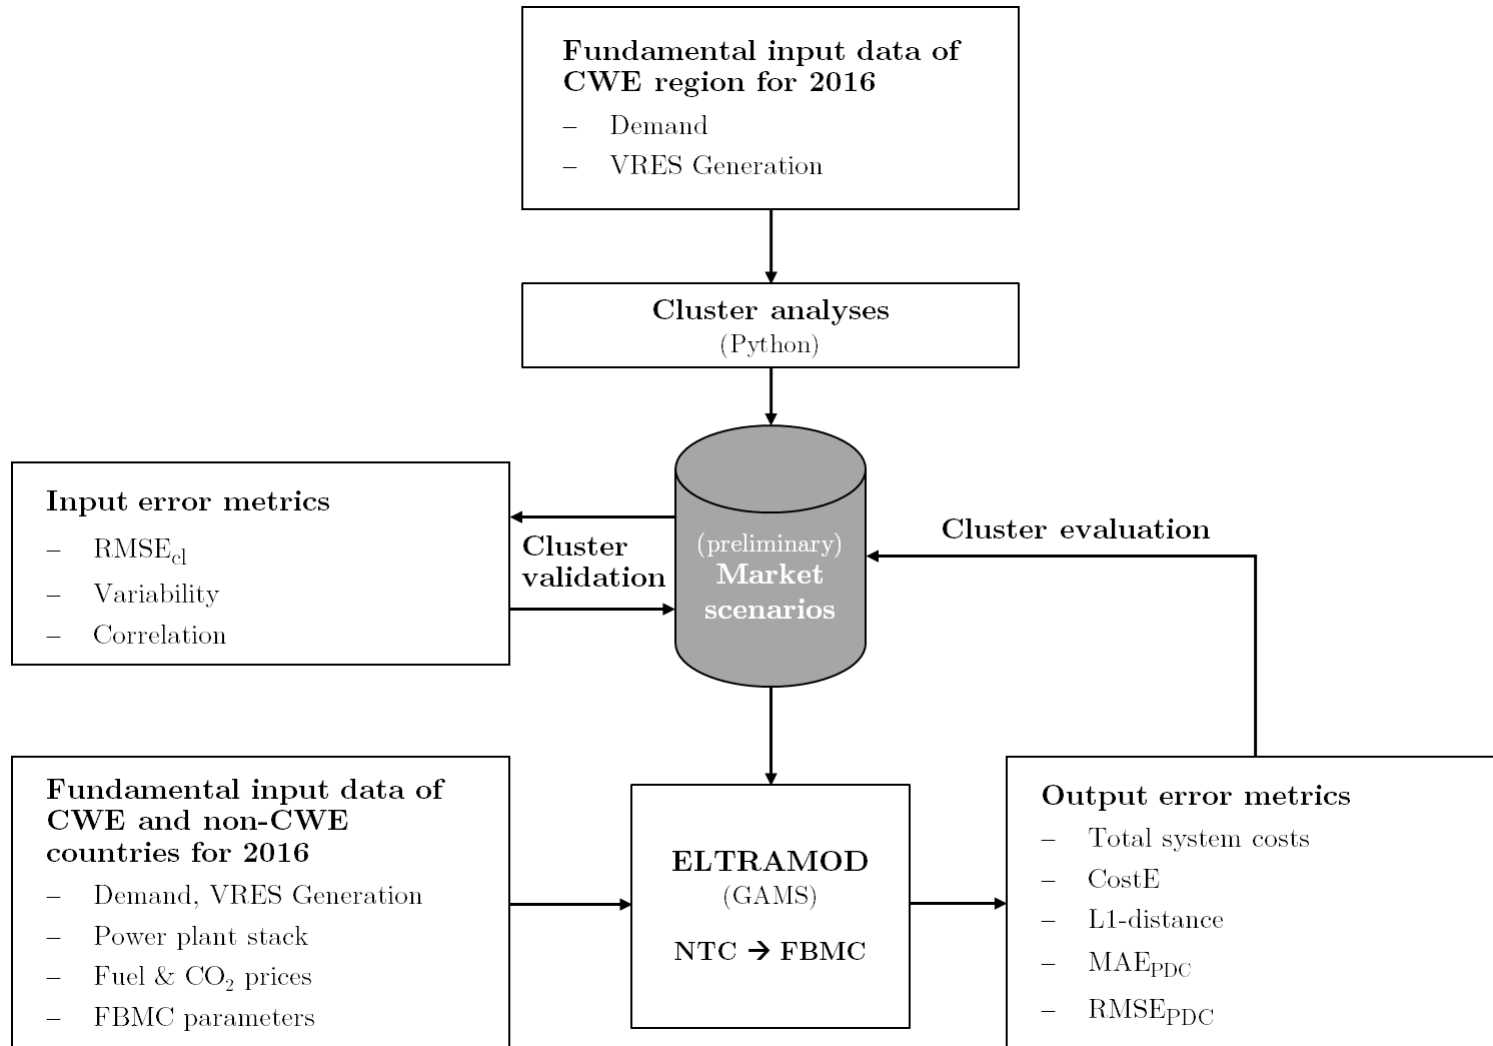 Fundamental input data of
CWE region for 2016
– Demand
– VRES Generation
Cluster analyses
(Python)
Input error metrics
– RMSE_cl
– Variability
– Correlation
Cluster
validation
(preliminary)
Market
scenarios
Cluster evaluation
Fundamental input data of
CWE and non-CWE
countries for 2016
– Demand, VRES Generation
– Power plant stack
– Fuel & CO₂ prices
– FBMC parameters
ELTRAMOD
(GAMS)
NTC → FBMC
Output error metrics
– Total system costs
– CostE
– L1-distance
– MAE_PDC
– RMSE_PDC